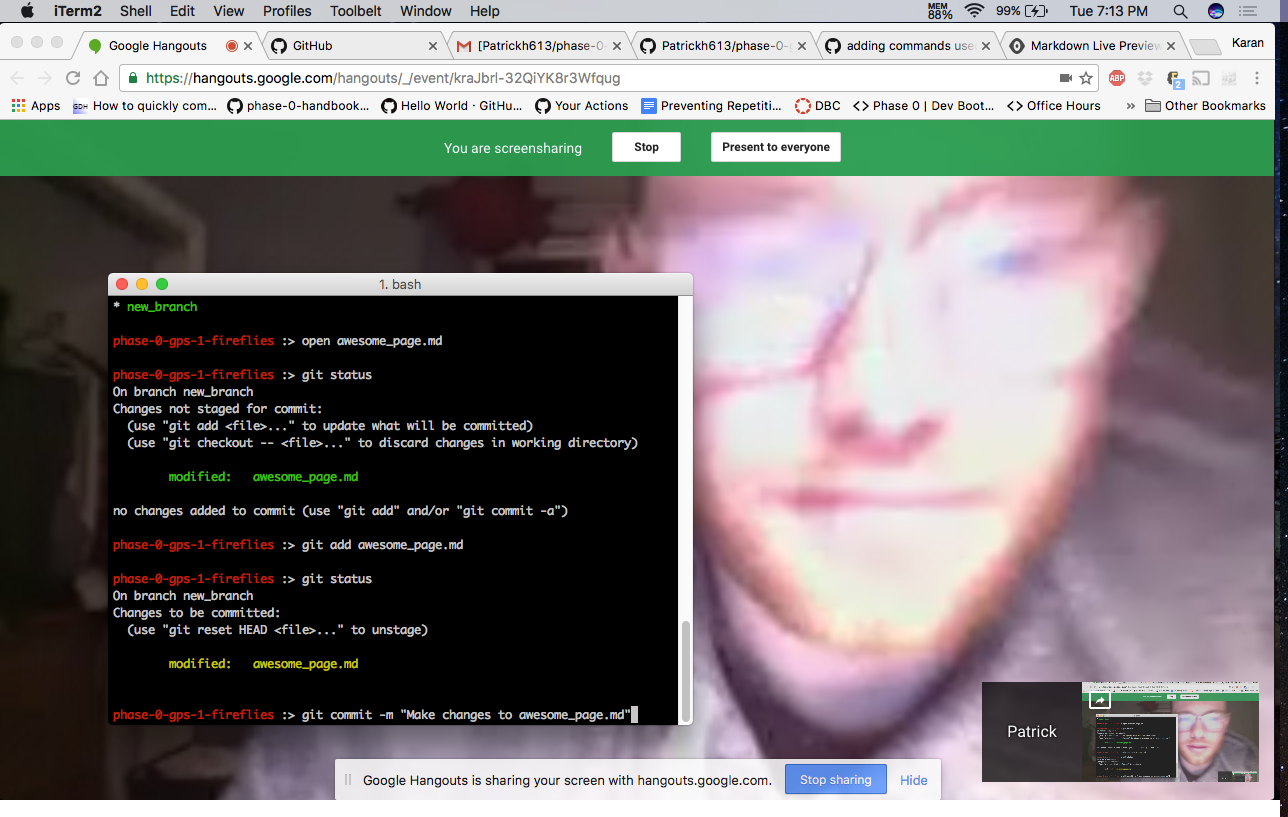 iTerm2 Shell Edit View Profiles Toolbelt Window Help MEM 88% 99% Tue 7:13 PM
Google Hangouts GitHub [Patrickh613/phase-0- Patrickh613/phase-0-g adding commands use Markdown Live Preview Karan
https://hangouts.google.com/hangouts/_/event/kraJbrl-32QiYK8r3Wfqug ABP 2
Apps GDH How to quickly com... phase-0-handbook... Hello World · GitHu... Your Actions Preventing Repetiti... DBC <> Phase 0 | Dev Boot... <> Office Hours » Other Bookmarks
You are screensharing Stop Present to everyone
1. bash
* new_branch
phase-0-gps-1-fireflies :> open awesome_page.md
phase-0-gps-1-fireflies :> git status
On branch new_branch
Changes not staged for commit:
(use "git add <file>..." to update what will be committed)
(use "git checkout -- <file>..." to discard changes in working directory)
modified: awesome_page.md
no changes added to commit (use "git add" and/or "git commit -a")
phase-0-gps-1-fireflies :> git add awesome_page.md
phase-0-gps-1-fireflies :> git status
On branch new_branch
Changes to be committed:
(use "git reset HEAD <file>..." to unstage)
modified: awesome_page.md
phase-0-gps-1-fireflies :> git commit -m "Make changes to awesome_page.md"
Patrick
Google Hangouts is sharing your screen with hangouts.google.com. Stop sharing Hide